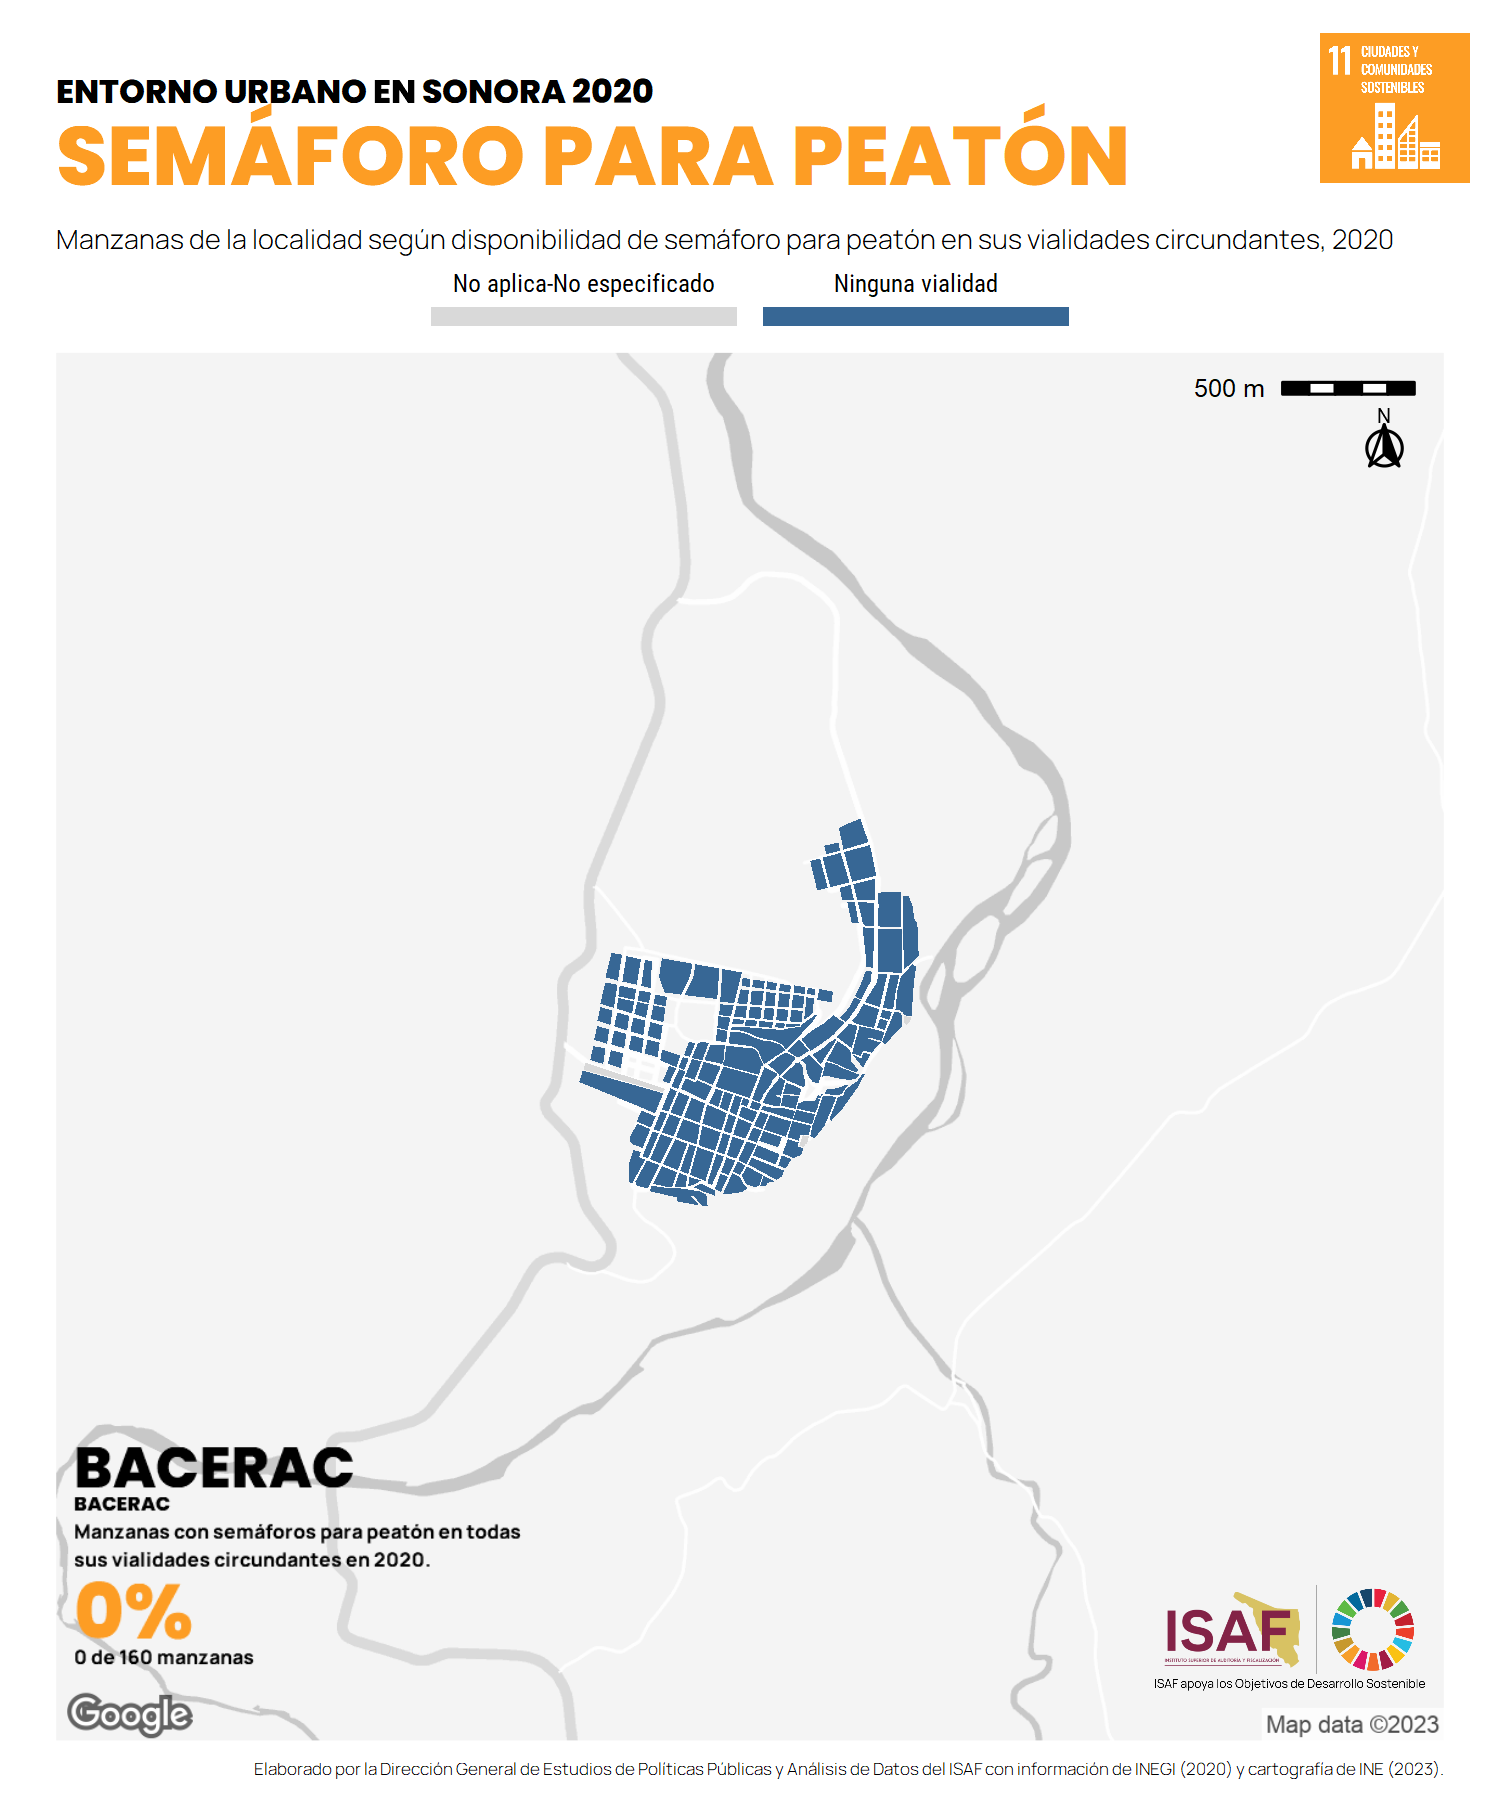 ENTORNO URBANO EN SONORA 2020
SEMÁFORO PARA PEATÓN
11 CIUDADES Y
COMUNIDADES
SOSTENIBLES
Manzanas de la localidad según disponibilidad de semáforo para peatón en sus vialidades circundantes, 2020
No aplica-No especificado
Ninguna vialidad
500 m
N
BACERAC
BACERAC
Manzanas con semáforos para peatón en todas
sus vialidades circundantes en 2020.
0%
0 de 160 manzanas
Google
ISAF
INSTITUTO SUPERIOR DE AUDITORÍA Y FISCALIZACIÓN
ISAF apoya los Objetivos de Desarrollo Sostenible
Map data ©2023
Elaborado por la Dirección General de Estudios de Políticas Públicas y Análisis de Datos del ISAF con información de INEGI (2020) y cartografía de INE (2023).